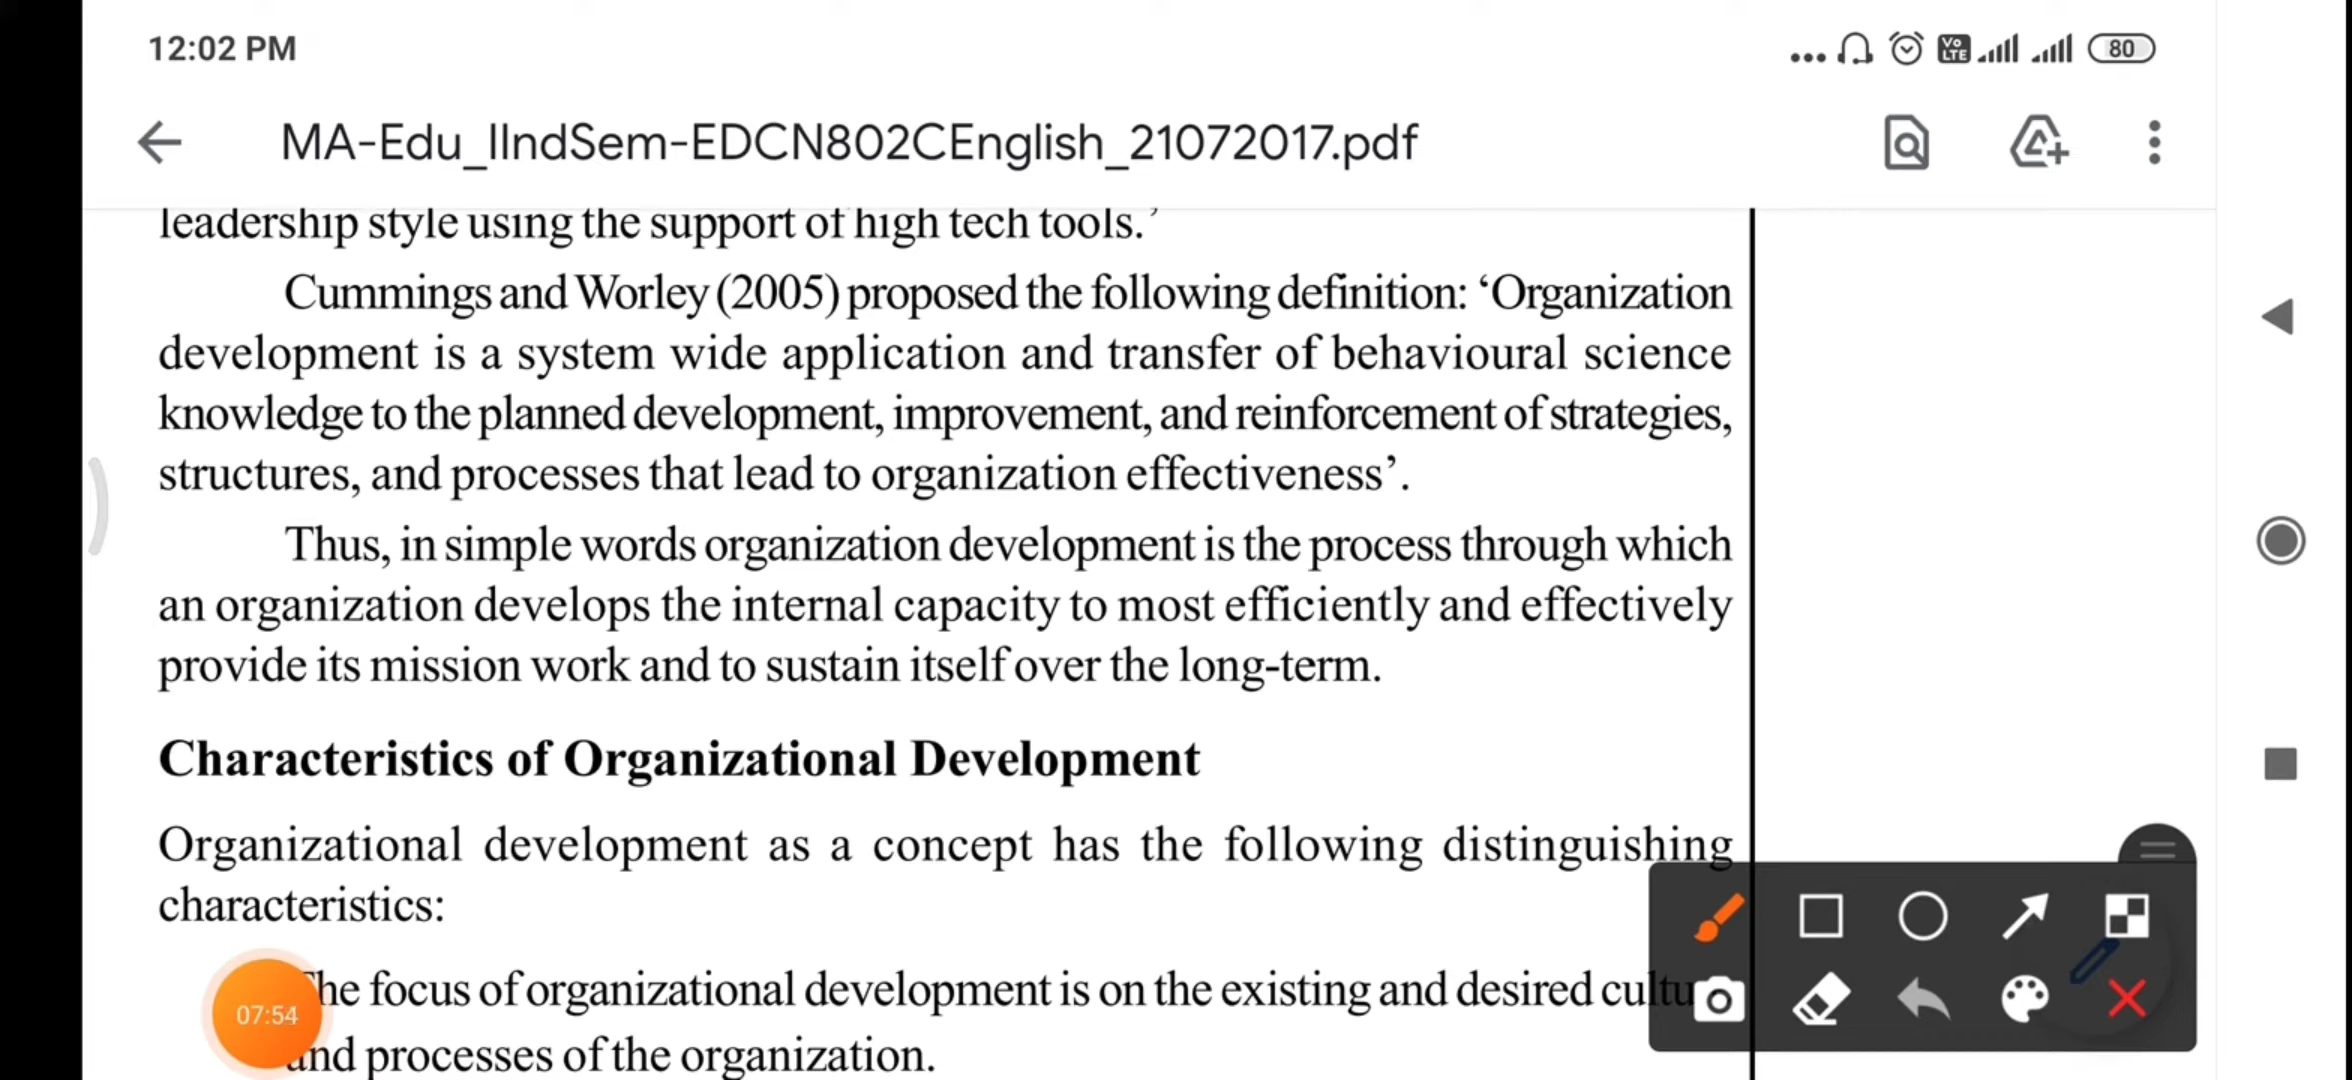 12:02 PM
Vo LTE
80
MA-Edu_IIndSem-EDCN802CEnglish_21072017.pdf
leadership style using the support of high tech tools.’
Cummings and Worley (2005) proposed the following definition: ‘Organization
development is a system wide application and transfer of behavioural science
knowledge to the planned development, improvement, and reinforcement of strategies,
structures, and processes that lead to organization effectiveness’.
Thus, in simple words organization development is the process through which
an organization develops the internal capacity to most efficiently and effectively
provide its mission work and to sustain itself over the long-term.
Characteristics of Organizational Development
Organizational development as a concept has the following distinguishing
characteristics:
The focus of organizational development is on the existing and desired
07:54
and processes of the organization.